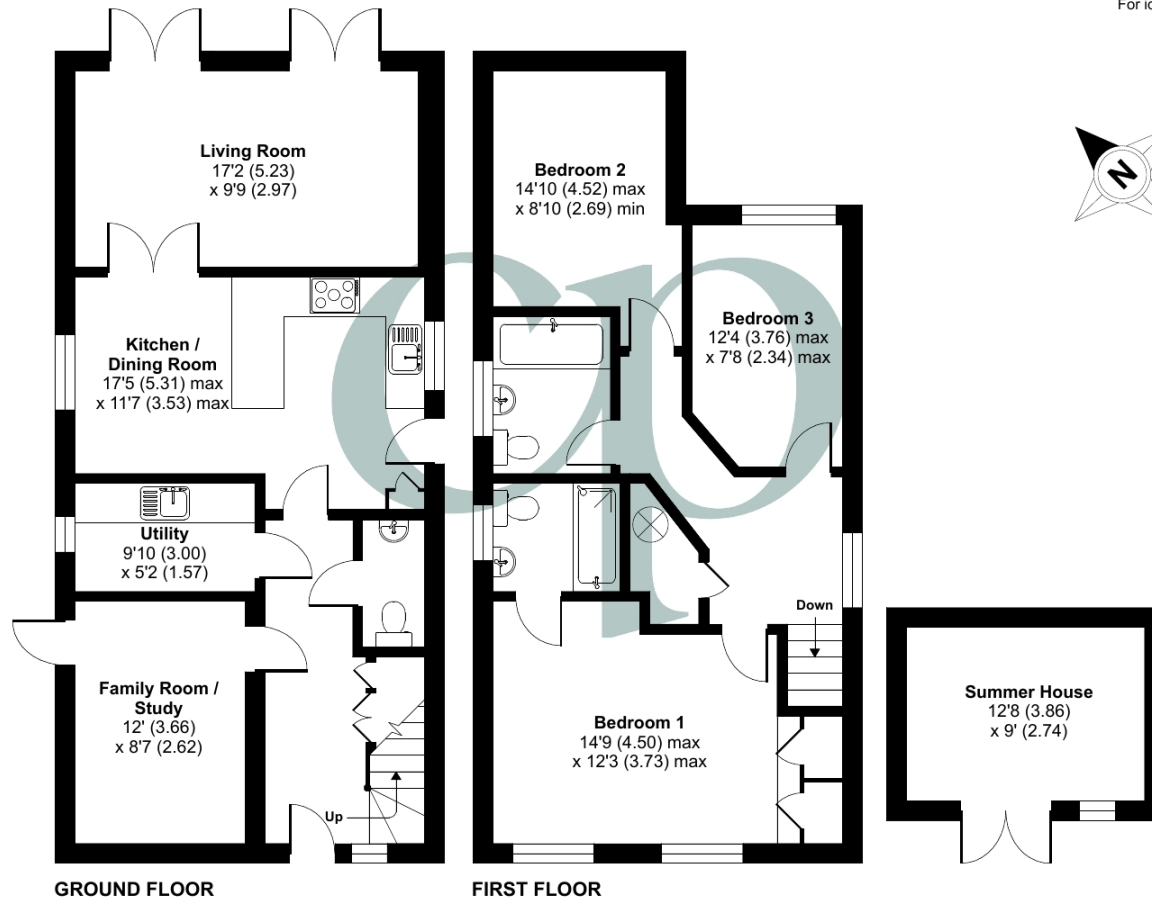 For id
Living Room
17'2 (5.23)
x 9'9 (2.97)
Kitchen /
Dining Room
17'5 (5.31) max
x 11'7 (3.53) max
Utility
9'10 (3.00)
x 5'2 (1.57)
Family Room /
Study
12' (3.66)
x 8'7 (2.62)
Up
GROUND FLOOR
Bedroom 2
14'10 (4.52) max
x 8'10 (2.69) min
Bedroom 3
12'4 (3.76) max
x 7'8 (2.34) max
Down
Bedroom 1
14'9 (4.50) max
x 12'3 (3.73) max
FIRST FLOOR
N
Summer House
12'8 (3.86)
x 9' (2.74)
cp